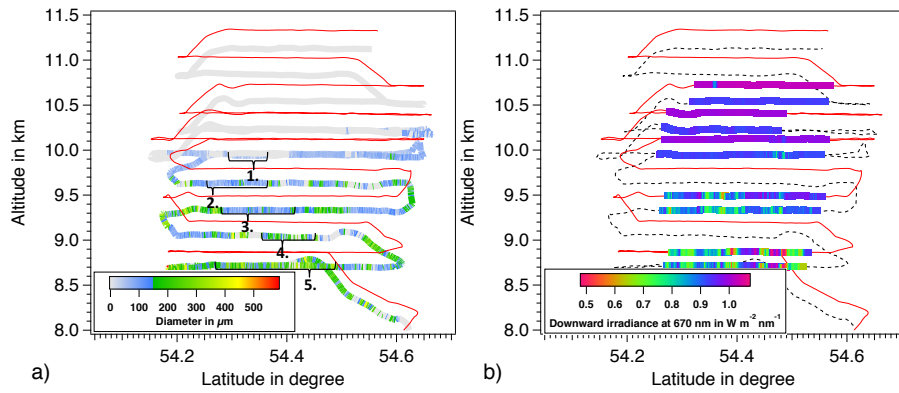 11.5
11.0
10.5
10.0
9.5
9.0
8.5
8.0
Altitude in km
1.
2.
3.
4.
5.
0 100 200 300 400 500
Diameter in µm
54.2 54.4 54.6
Latitude in degree
a)
11.5
11.0
10.5
10.0
9.5
9.0
8.5
8.0
Altitude in km
0.5 0.6 0.7 0.8 0.9 1.0
Downward irradiance at 670 nm in W m⁻² nm⁻¹
54.2 54.4 54.6
Latitude in degree
b)